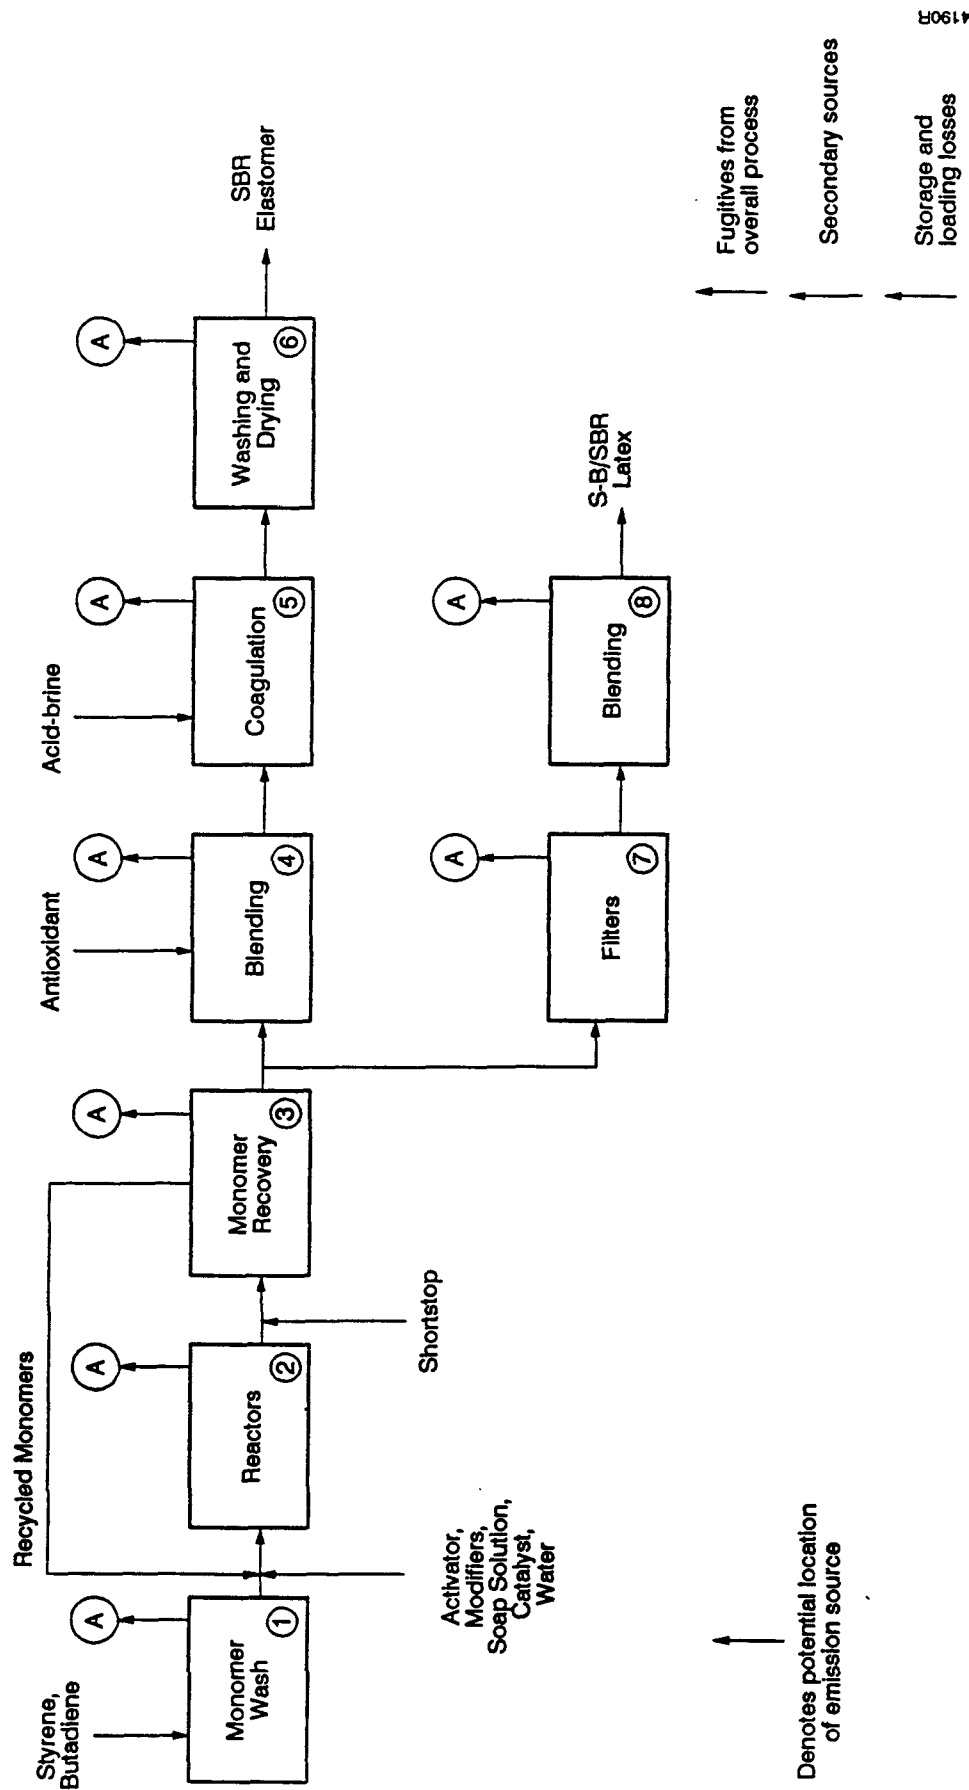 Styrene,
Butadiene
A
Monomer
Wash
1
Recycled Monomers
Activator,
Modifiers,
Soap Solution,
Catalyst,
Water
A
Reactors
2
Shortstop
A
Monomer
Recovery
3
Antioxidant
A
Blending
4
Acid-brine
A
Coagulation
5
A
Washing and
Drying
6
SBR
Elastomer
A
Filters
7
A
Blending
8
S-B/SBR
Latex
Denotes potential location
of emission source
Fugitives from
overall process
Secondary sources
Storage and
loading losses
4190R